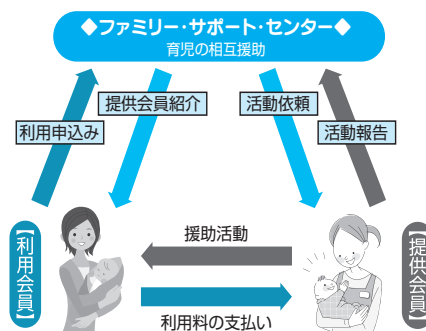 ◆ファミリー・サポート・センター◆
育児の相互援助
提供会員紹介
活動依頼
利用申込み
活動報告
【利用会員】
援助活動
【提供会員】
利用料の支払い